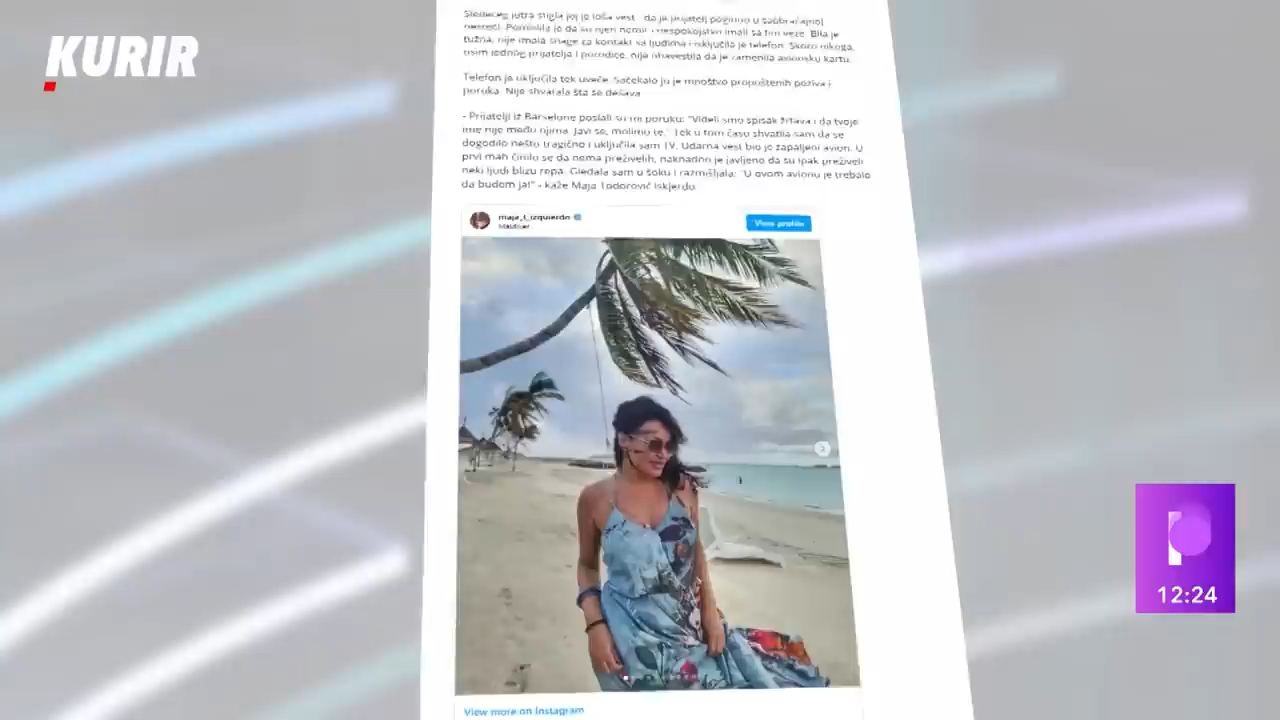 KURIR
Sledećeg jutra stigla joj je loša vest - da je prijatelj poginuo u saobraćajnoj
nesreći. Pomislila je da su njen nemir i nespokojstvo imali sa tim veze. Bila je
tužna, nije imala snage za kontakt sa ljudima i isključila je telefon. Skoro nikoga,
osim jednog prijatelja i porodice, nije obavestila da je zamenila avionsku kartu.
Telefon je uključila tek uveče. Sačekalo ju je mnoštvo propuštenih poziva i
poruka. Nije shvatala šta se dešava.
- Prijatelji iz Barselone poslali su mi poruku: "Videli smo spisak žrtava i da tvoje
ime nije među njima. Javi se, molimo te." Tek u tom času shvatila sam da se
dogodilo nešto tragično i uključila sam TV. Udarna vest bio je zapaljeni avion. U
prvi mah činilo se da nema preživelih, naknadno je javljeno da su ipak preživeli
neki ljudi blizu repa. Gledala sam u šoku i razmišljala: "U ovom avionu je trebalo
da budem ja!" - kaže Maja Todorović Iskjerdo.
maja_t_izquierdo
View profile
View more on Instagram
12:24